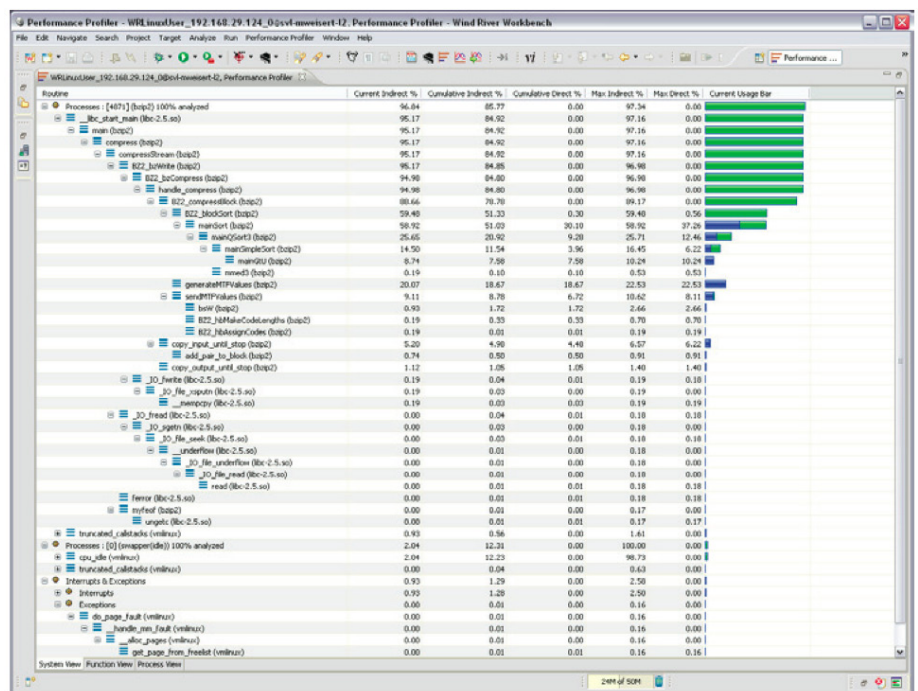 Performance Profiler - WRLinuxUser_192.168.29.124_0@svl-mweisert-l2, Performance Profiler - Wind River Workbench
File Edit Navigate Search Project Target Analyze Run Performance Profiler Window Help
Performance ...
WRLinuxUser_192.168.29.124_0@svl-mweisert-l2, Performance Profiler
Routine Current Indirect % Cumulative Indirect % Cumulative Direct % Max Indirect % Max Direct % Current Usage Bar
Processes : [4871] (bzip2) 100% analyzed 96.84 85.77 0.00 97.34 0.00
__libc_start_main (libc-2.5.so) 95.17 84.92 0.00 97.16 0.00
main (bzip2) 95.17 84.92 0.00 97.16 0.00
compress (bzip2) 95.17 84.92 0.00 97.16 0.00
compressStream (bzip2) 95.17 84.92 0.00 97.16 0.00
BZ2_bzWrite (bzip2) 95.17 84.85 0.00 96.98 0.00
BZ2_bzCompress (bzip2) 94.98 84.80 0.00 96.98 0.00
handle_compress (bzip2) 94.98 84.80 0.00 96.98 0.00
BZ2_compressBlock (bzip2) 88.66 78.78 0.00 89.17 0.00
BZ2_blockSort (bzip2) 59.48 51.33 0.30 59.48 0.56
mainSort (bzip2) 58.92 51.03 30.10 58.92 37.26
mainQSort3 (bzip2) 25.65 20.92 9.28 25.71 12.46
mainSimpleSort (bzip2) 14.50 11.54 3.96 16.45 6.22
mainGtU (bzip2) 8.74 7.58 7.58 10.24 10.24
mmed3 (bzip2) 0.19 0.10 0.10 0.53 0.53
generateMTFValues (bzip2) 20.07 18.67 18.67 22.53 22.53
sendMTFValues (bzip2) 9.11 8.78 6.72 10.62 8.11
bsW (bzip2) 0.93 1.72 1.72 2.66 2.66
BZ2_hbMakeCodeLengths (bzip2) 0.19 0.33 0.33 0.70 0.70
BZ2_hbAssignCodes (bzip2) 0.19 0.01 0.01 0.19 0.19
copy_input_until_stop (bzip2) 5.20 4.98 4.48 6.57 6.22
add_pair_to_block (bzip2) 0.74 0.50 0.50 0.91 0.91
copy_output_until_stop (bzip2) 1.12 1.05 1.05 1.40 1.40
_IO_fwrite (libc-2.5.so) 0.19 0.04 0.01 0.19 0.18
_IO_file_xsputn (libc-2.5.so) 0.19 0.03 0.00 0.19 0.00
__mempcpy (libc-2.5.so) 0.19 0.03 0.03 0.19 0.19
_IO_fread (libc-2.5.so) 0.00 0.04 0.01 0.18 0.18
_IO_sgetn (libc-2.5.so) 0.00 0.03 0.00 0.18 0.00
_IO_file_seek (libc-2.5.so) 0.00 0.03 0.01 0.18 0.18
__underflow (libc-2.5.so) 0.00 0.01 0.00 0.18 0.00
_IO_file_underflow (libc-2.5.so) 0.00 0.01 0.00 0.18 0.00
_IO_file_read (libc-2.5.so) 0.00 0.01 0.00 0.18 0.00
read (libc-2.5.so) 0.00 0.01 0.01 0.18 0.18
ferror (libc-2.5.so) 0.00 0.01 0.01 0.18 0.18
myfeof (bzip2) 0.00 0.01 0.00 0.17 0.00
ungetc (libc-2.5.so) 0.00 0.01 0.01 0.17 0.17
truncated_callstacks (vmlinux) 0.93 0.56 0.00 1.61 0.00
Processes : [0] (swapper(idle)) 100% analyzed 2.04 12.31 0.00 100.00 0.00
cpu_idle (vmlinux) 2.04 12.23 0.00 98.73 0.00
truncated_callstacks (vmlinux) 0.00 0.04 0.00 0.63 0.00
Interrupts & Exceptions 0.93 1.29 0.00 2.50 0.00
Interrupts 0.93 1.28 0.00 2.50 0.00
Exceptions 0.00 0.01 0.00 0.16 0.00
do_page_fault (vmlinux) 0.00 0.01 0.00 0.16 0.00
__handle_mm_fault (vmlinux) 0.00 0.01 0.00 0.16 0.00
__alloc_pages (vmlinux) 0.00 0.01 0.00 0.16 0.00
get_page_from_freelist (vmlinux) 0.00 0.01 0.01 0.16 0.16
System View Function View Process View
24M of 50M